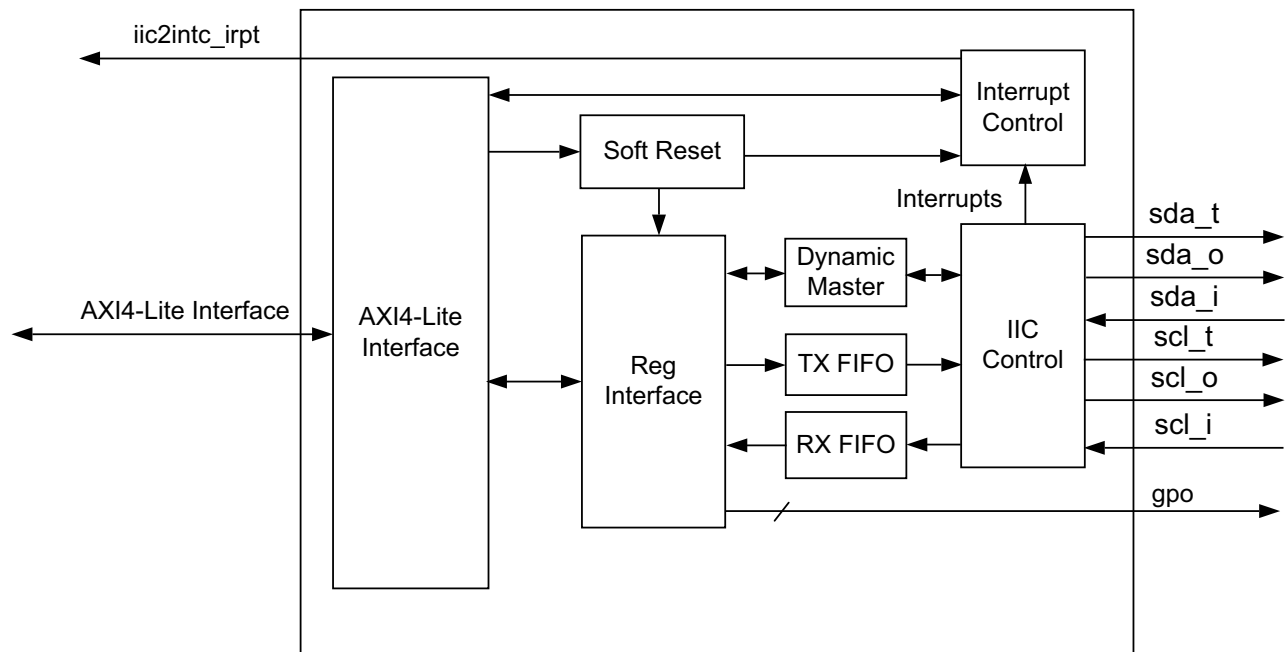 iic2intc_irpt
Interrupt
Control
Soft Reset
Interrupts
sda_t
Dynamic
Master
sda_o
sda_i
AXI4-Lite Interface
AXI4-Lite
Interface
IIC
Control
scl_t
Reg
Interface
TX FIFO
scl_o
RX FIFO
scl_i
gpo